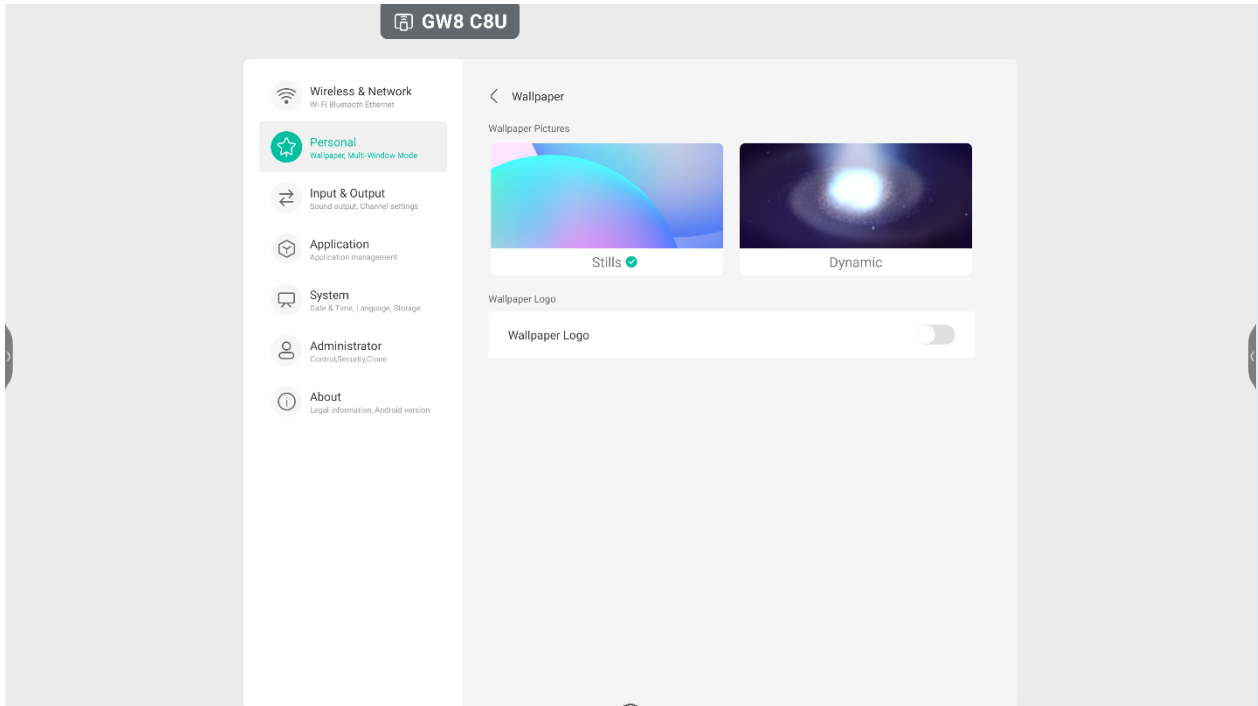 GW8 C8U
Wireless & Network
Wi-Fi Bluetooth Ethernet
Personal
Wallpaper, Multi-Window Mode
Input & Output
Sound output, Channel settings
Application
Application management
System
Date & Time, Language, Storage
Administrator
Control,Security,Clone
About
Legal information, Android version
Wallpaper
Wallpaper Pictures
Stills
Dynamic
Wallpaper Logo
Wallpaper Logo